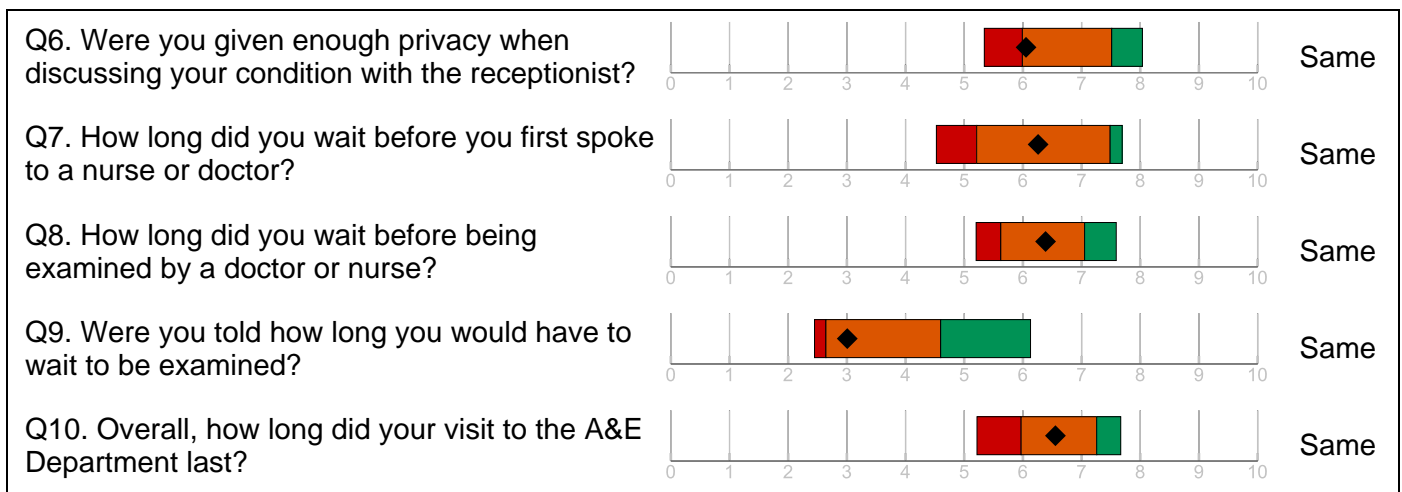 Q6. Were you given enough privacy when
discussing your condition with the receptionist?
0 1 2 3 4 5 6 7 8 9 10
Same
Q7. How long did you wait before you first spoke
to a nurse or doctor?
0 1 2 3 4 5 6 7 8 9 10
Same
Q8. How long did you wait before being
examined by a doctor or nurse?
0 1 2 3 4 5 6 7 8 9 10
Same
Q9. Were you told how long you would have to
wait to be examined?
0 1 2 3 4 5 6 7 8 9 10
Same
Q10. Overall, how long did your visit to the A&E
Department last?
0 1 2 3 4 5 6 7 8 9 10
Same